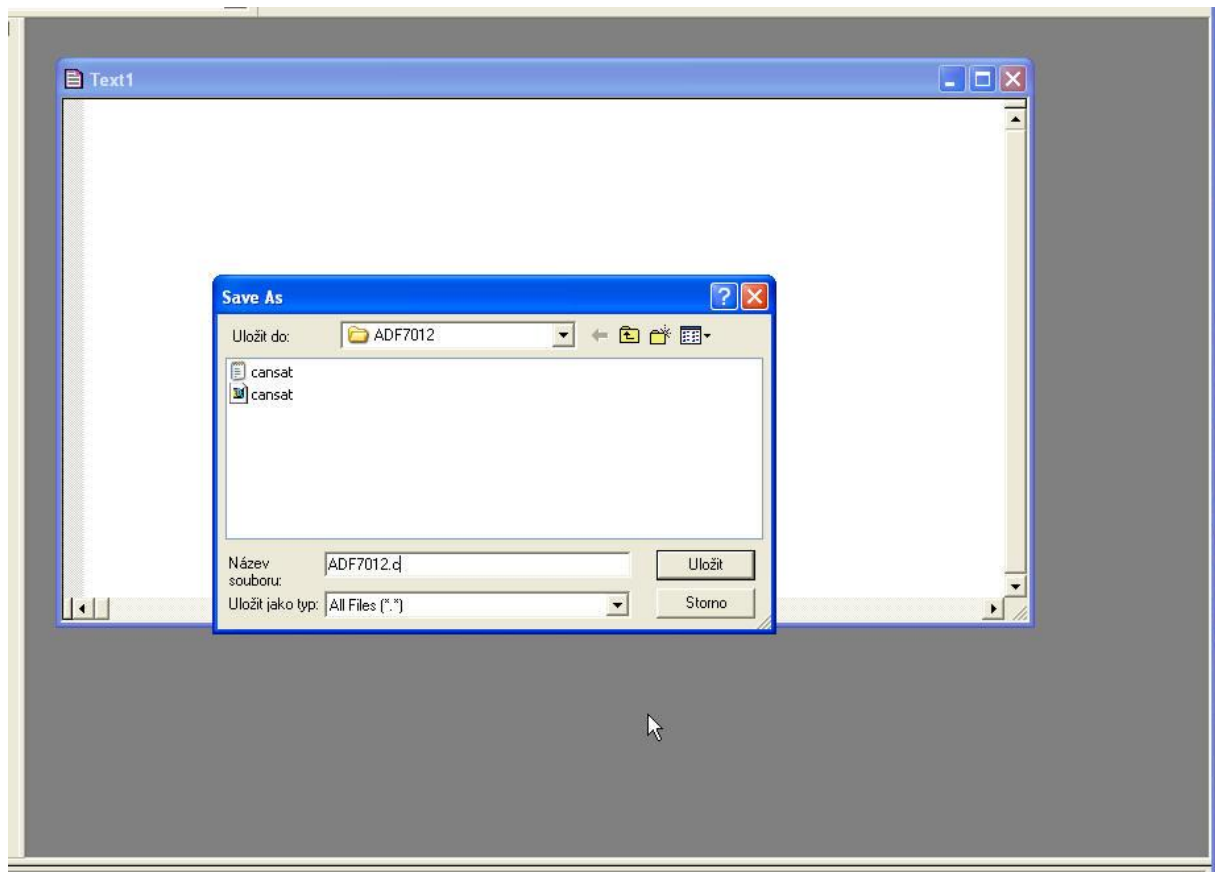 Text1
Save As
Uložit do: ADF7012
cansat
cansat
Název souboru: ADF7012.c Uložit
Uložit jako typ: All Files (*.*) Storno